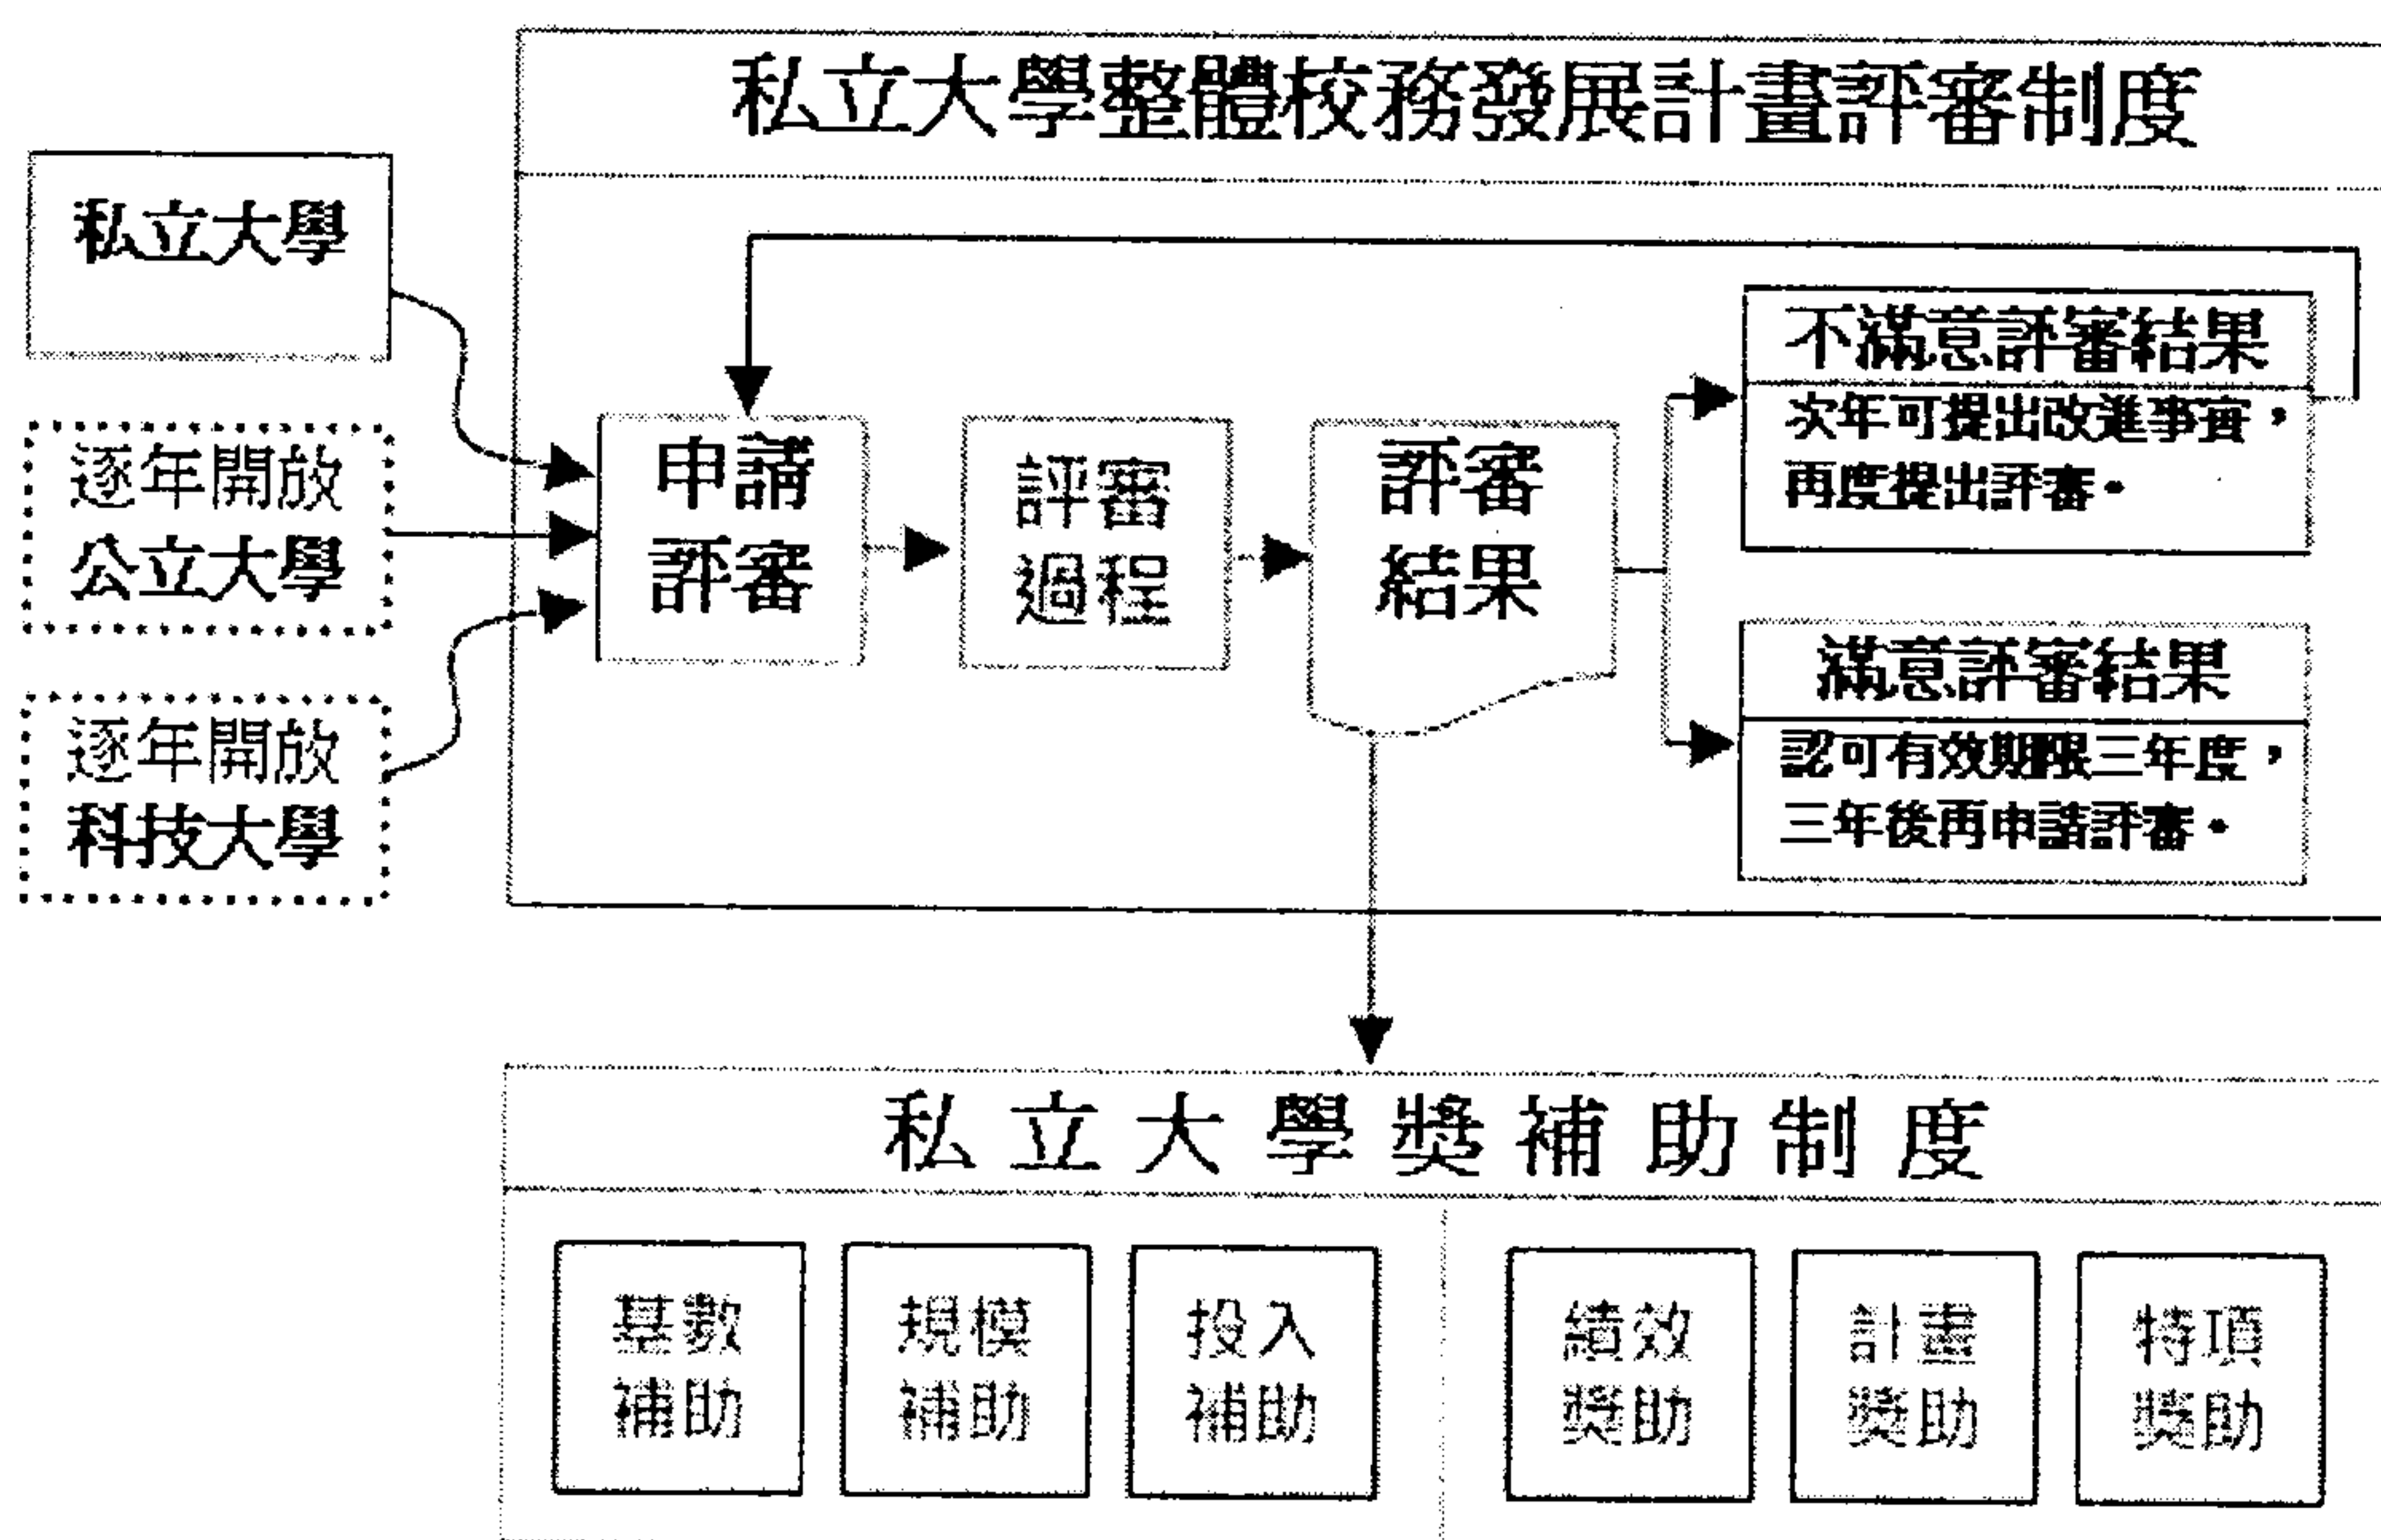 私立大學整體校務發展計畫評審制度
私立大學
逐年開放
公立大學
逐年開放
科技大學
申請
評審
評審
過程
評審
結果
不滿意評審結果
次年可提出改進事實，
再度提出評審。
滿意評審結果
認可有效期限三年度，
三年後再申請評審。
私立大學獎補助制度
基數
補助
規模
補助
投入
補助
績效
獎助
計畫
獎助
特項
獎助